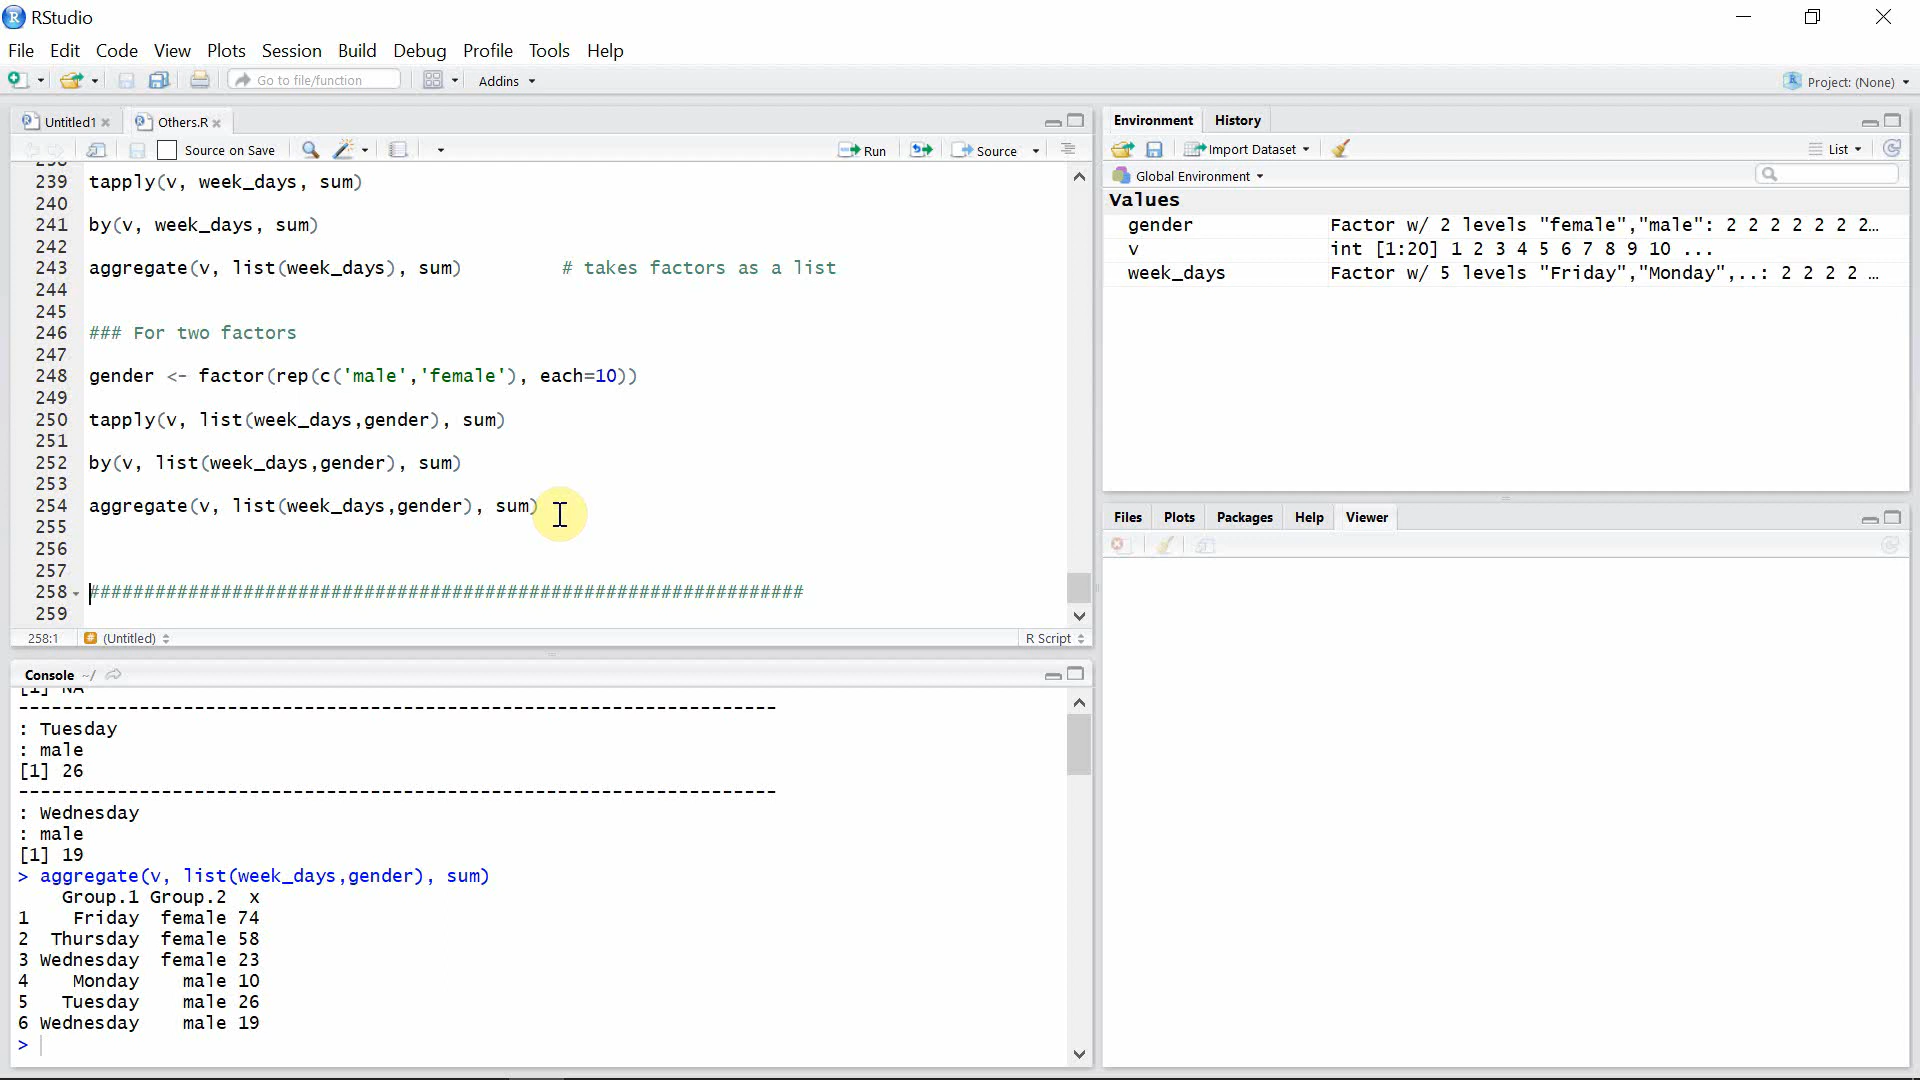 RStudio
File Edit Code View Plots Session Build Debug Profile Tools Help
Go to file/function Addins Project: (None)
Untitled1 Others.R
Source on Save Run Source
239 tapply(v, week_days, sum)
240
241 by(v, week_days, sum)
242
243 aggregate(v, list(week_days), sum) # takes factors as a list
244
245
246 ### For two factors
247
248 gender <- factor(rep(c('male','female'), each=10))
249
250 tapply(v, list(week_days,gender), sum)
251
252 by(v, list(week_days,gender), sum)
253
254 aggregate(v, list(week_days,gender), sum)
255
256
257
258 #################################################################
259
258:1 (Untitled) R Script
Console ~/
[1] NA
-----------------------------------------------------------------------
: Tuesday
: male
[1] 26
-----------------------------------------------------------------------
: Wednesday
: male
[1] 19
> aggregate(v, list(week_days,gender), sum)
Group.1 Group.2 x
1 Friday female 74
2 Thursday female 58
3 Wednesday female 23
4 Monday male 10
5 Tuesday male 26
6 Wednesday male 19
>
Environment History
Import Dataset List
Global Environment
Values
gender Factor w/ 2 levels "female","male": 2 2 2 2 2 2 2…
v int [1:20] 1 2 3 4 5 6 7 8 9 10 ...
week_days Factor w/ 5 levels "Friday","Monday",..: 2 2 2 2 …
Files Plots Packages Help Viewer